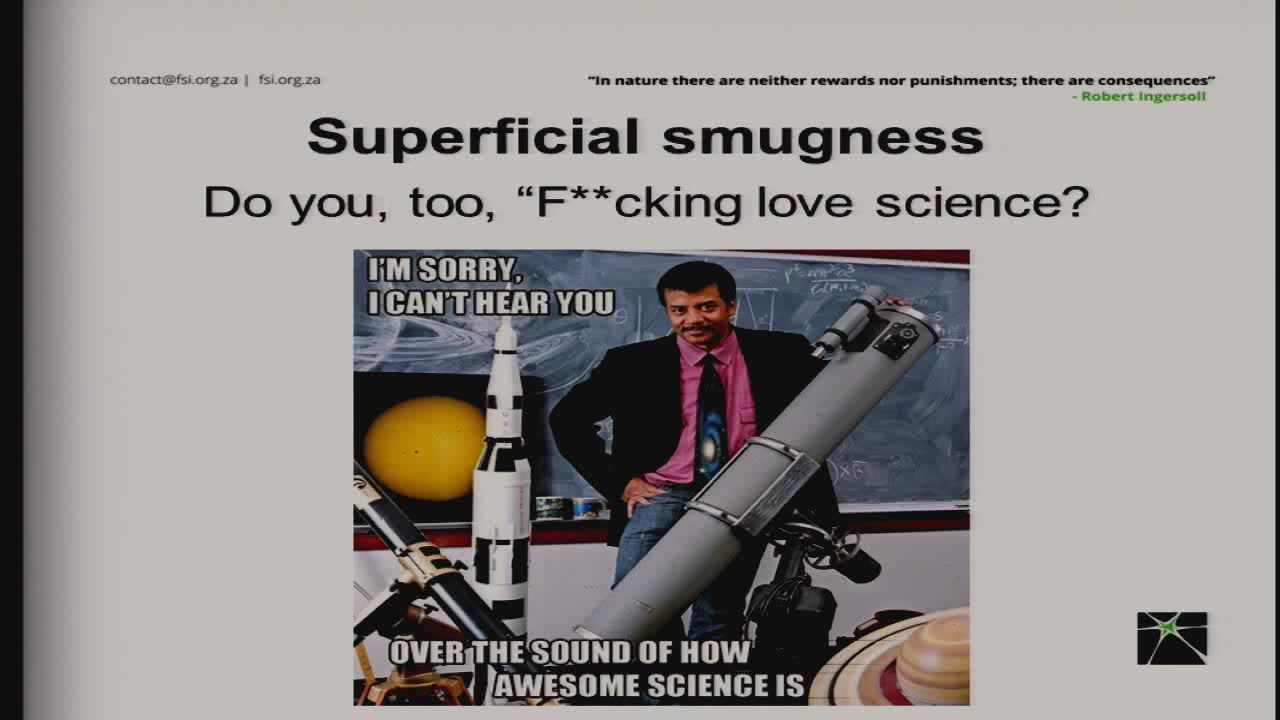 contact@fsi.org.za | fsi.org.za
“In nature there are neither rewards nor punishments; there are consequences”
- Robert Ingersoll
Superficial smugness
Do you, too, “F**cking love science?
I'M SORRY,
I CAN'T HEAR YOU
OVER THE SOUND OF HOW
AWESOME SCIENCE IS